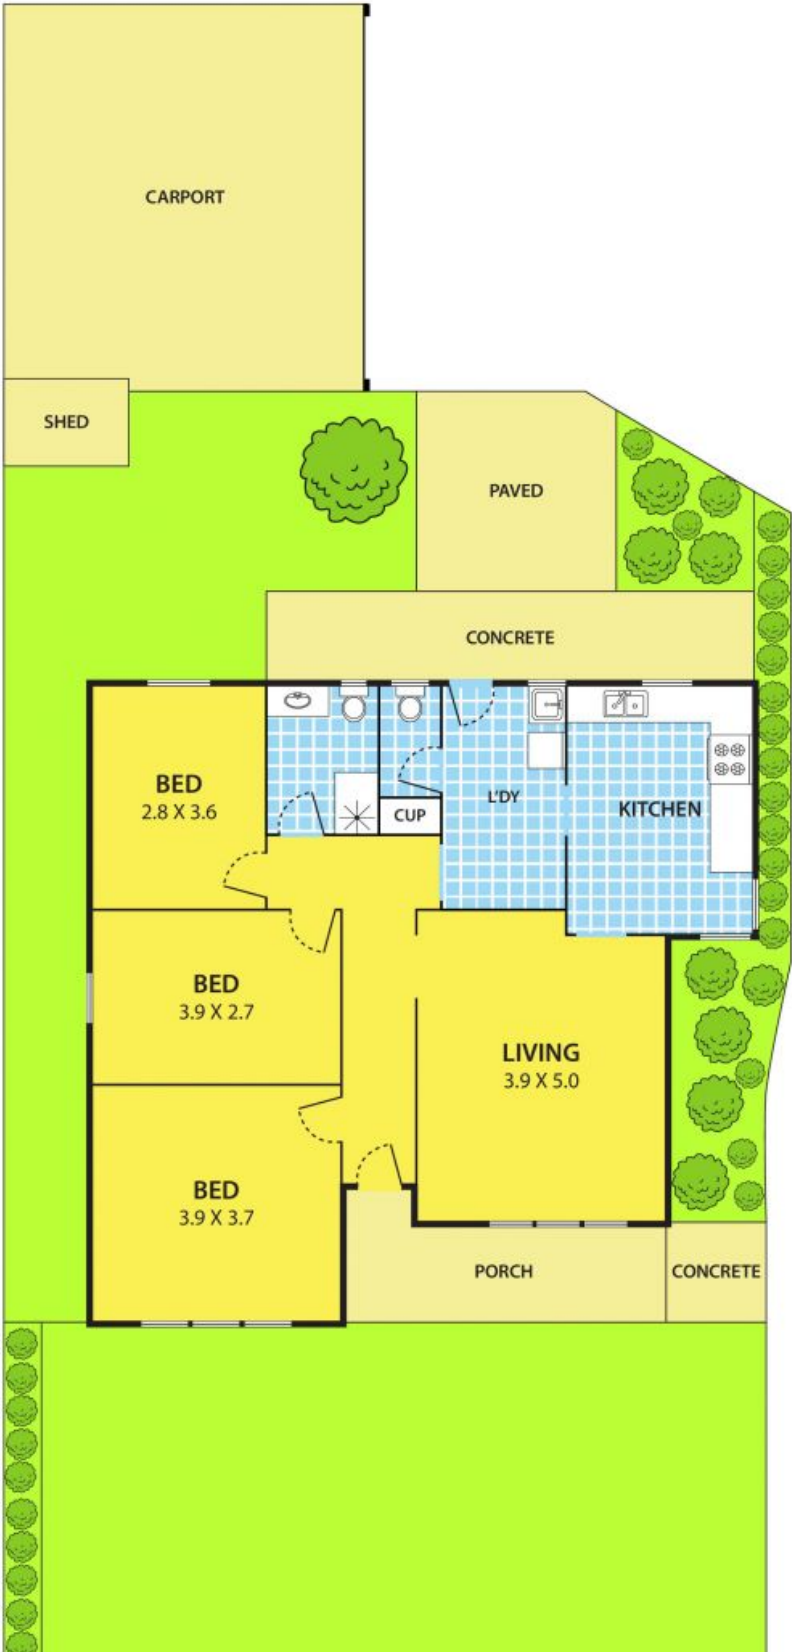 CARPORT
SHED
PAVED
CONCRETE
BED
2.8 X 3.6
CUP
L'DY
KITCHEN
BED
3.9 X 2.7
LIVING
3.9 X 5.0
BED
3.9 X 3.7
PORCH
CONCRETE